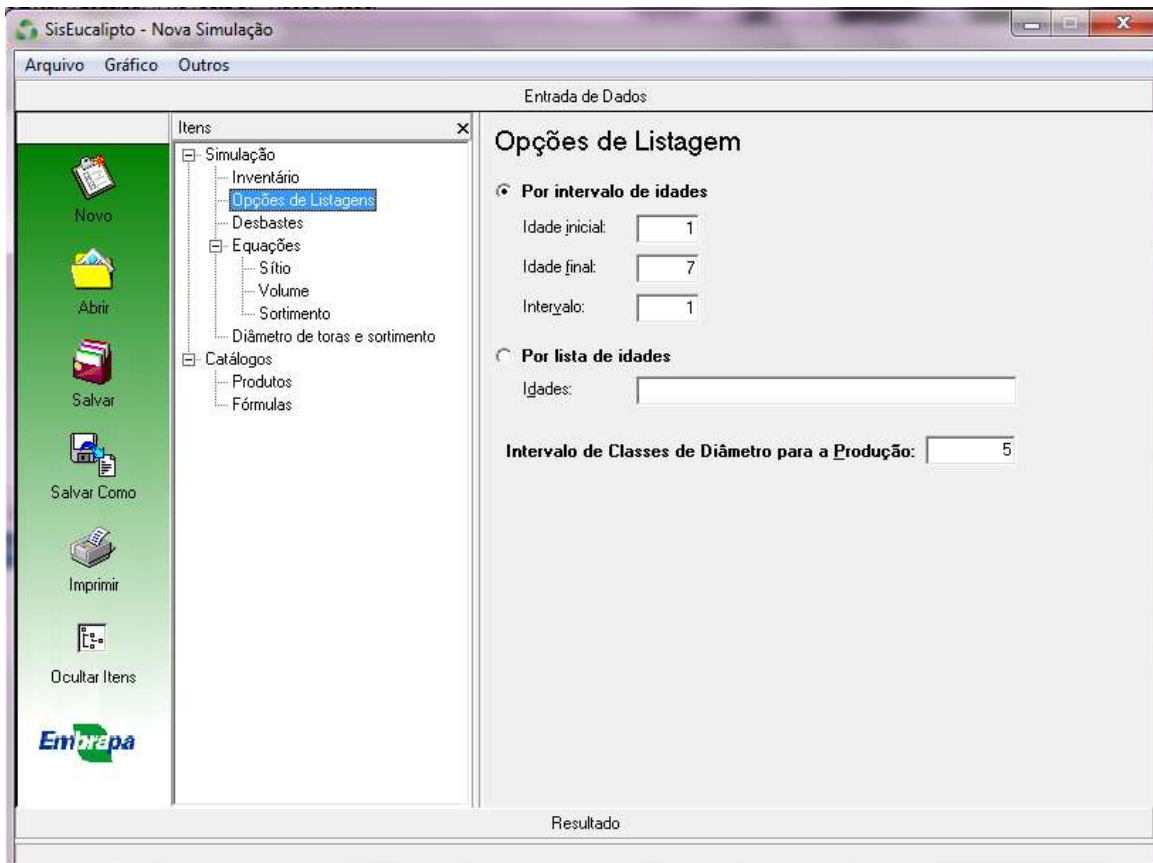 SisEucalipto - Nova Simulação
Arquivo Gráfico Outros
Entrada de Dados
Novo
Abrir
Salvar
Salvar Como
Imprimir
Ocultar Itens
Embrapa
Itens
Simulação
Inventário
Opções de Listagens
Desbastes
Equações
Sítio
Volume
Sortimento
Diâmetro de toras e sortimento
Catálogos
Produtos
Fórmulas
Opções de Listagem
Por intervalo de idades
Idade inicial: 1
Idade final: 7
Intervalo: 1
Por lista de idades
Idades:
Intervalo de Classes de Diâmetro para a Produção: 5
Resultado